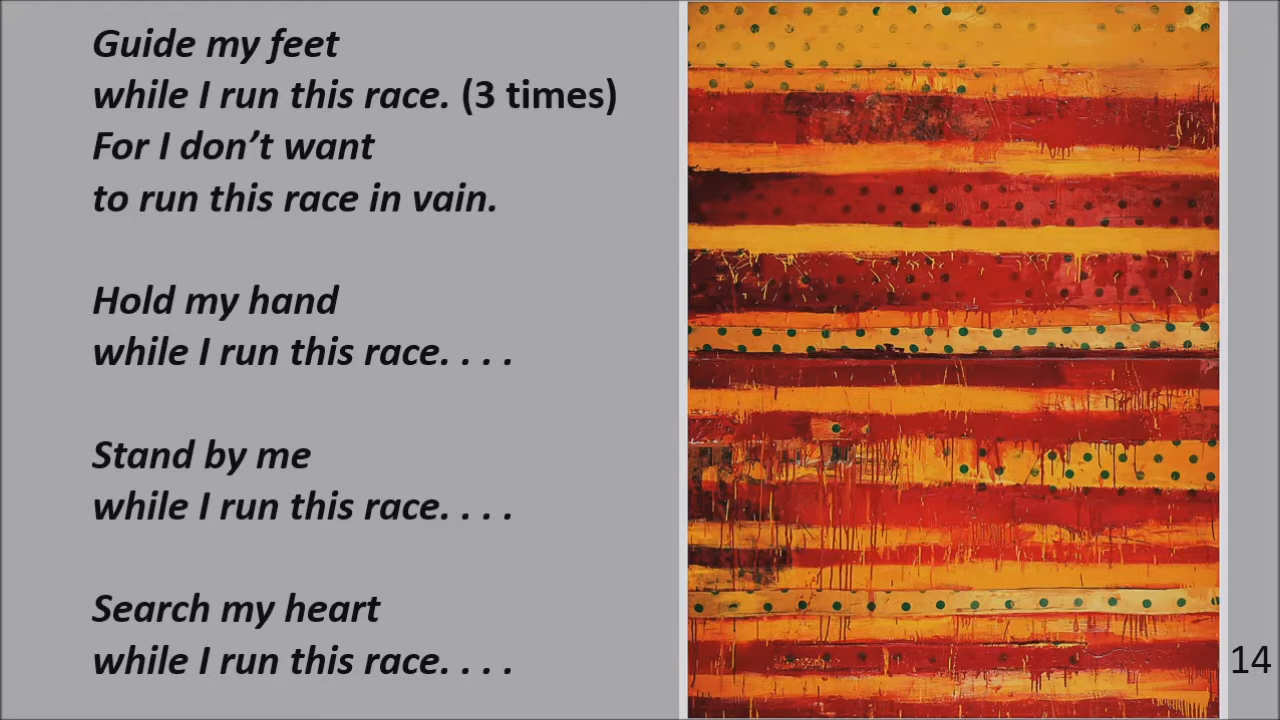 Guide my feet
while I run this race. (3 times)
For I don’t want
to run this race in vain.
Hold my hand
while I run this race. . . .
Stand by me
while I run this race. . . .
Search my heart
while I run this race. . . .
14